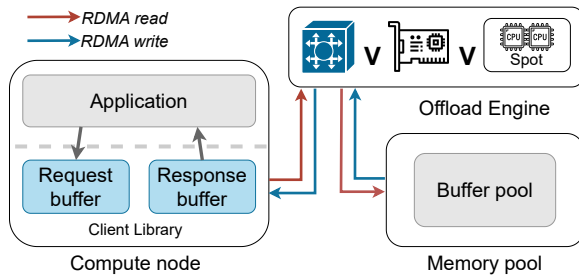 RDMA read
RDMA write
Application
Request
buffer
Response
buffer
Client Library
Compute node
V
V
CPU
CPU
Spot
Offload Engine
Buffer pool
Memory pool